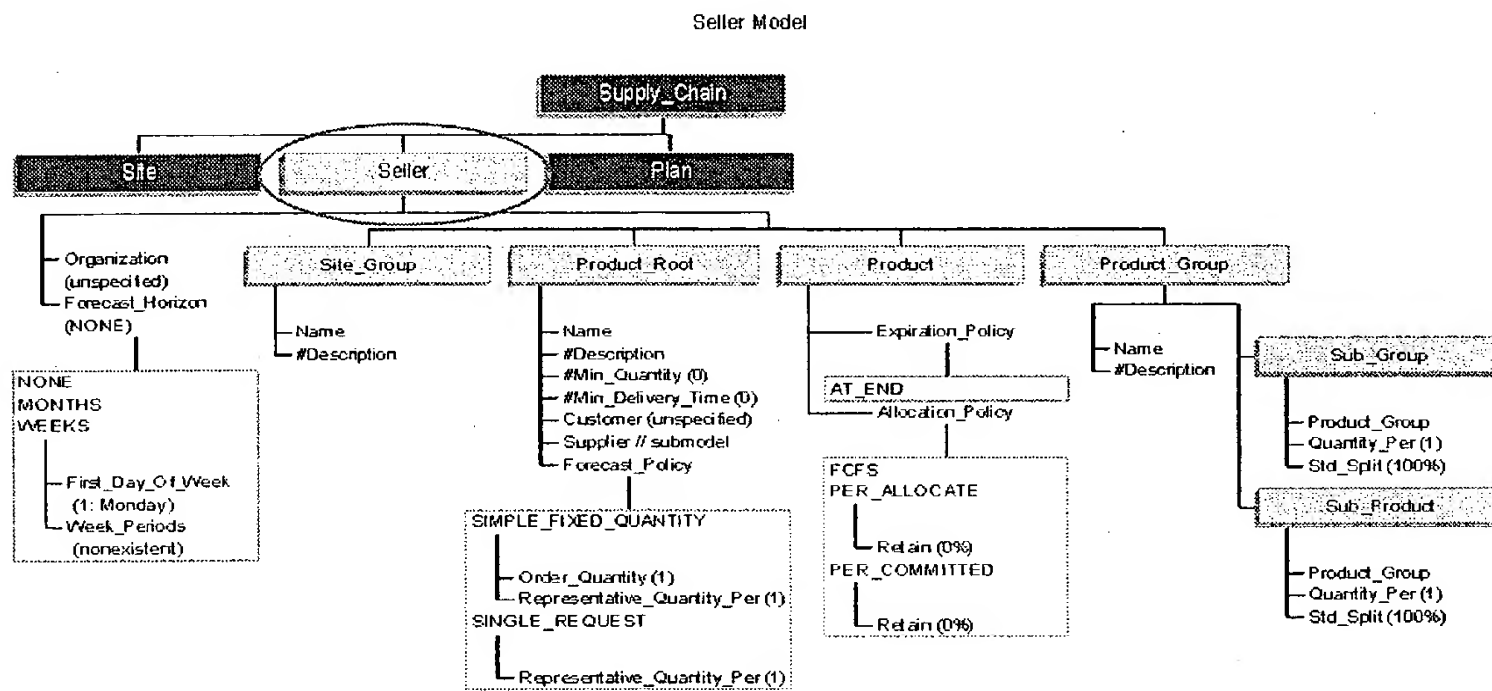 Seller Model
Supply_Chain
Site
Seller
Plan
Organization
(unspecified)
Forecast_Horizon
(NONE)
NONE
MONTHS
WEEKS
First_Day_Of_Week
(1: Monday)
Week_Periods
(nonexistent)
Site_Group
Name
#Description
Product_Root
Name
#Description
#Min_Quantity (0)
#Min_Delivery_Time (0)
Customer (unspecified)
Supplier // submodel
Forecast_Policy
SIMPLE_FIXED_QUANTITY
Order_Quantity (1)
Representative_Quantity_Per (1)
SINGLE_REQUEST
Representative_Quantity_Per (1)
Product
Expiration_Policy
AT_END
Allocation_Policy
FCFS
PER_ALLOCATE
Retain (0%)
PER_COMMITTED
Retain (0%)
Product_Group
Name
#Description
Sub_Group
Product_Group
Quantity_Per (1)
Std_Split (100%)
Sub_Product
Product_Group
Quantity_Per (1)
Std_Split (100%)